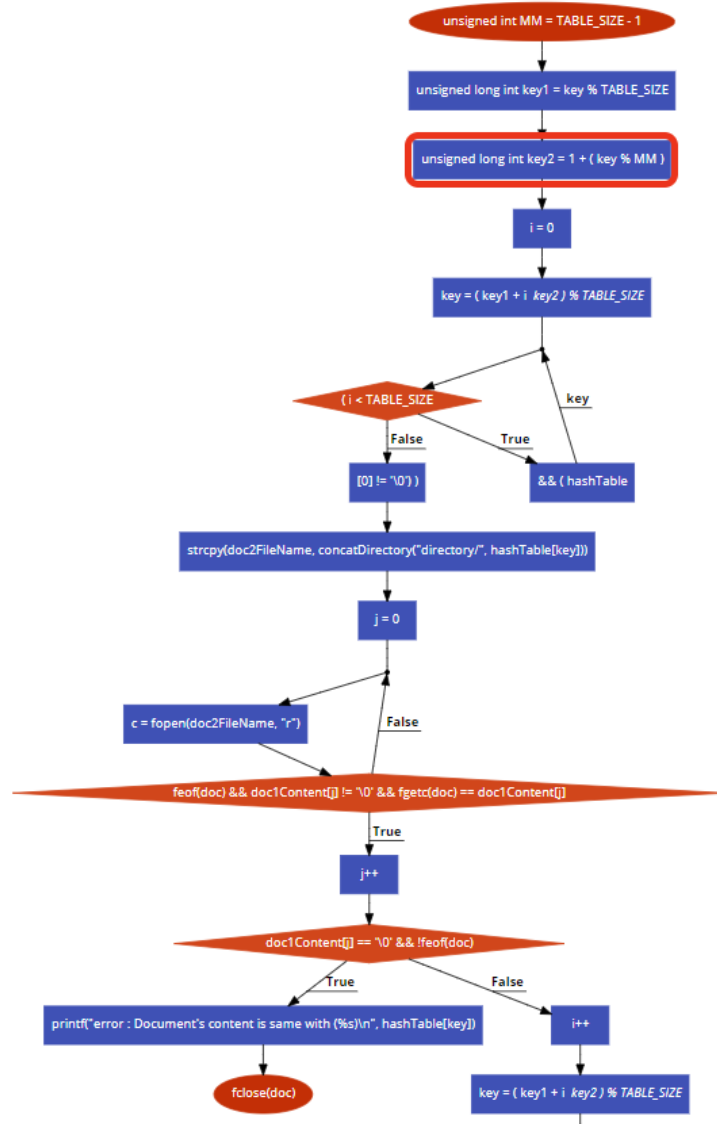 unsigned int MM = TABLE_SIZE - 1
unsigned long int key1 = key % TABLE_SIZE
unsigned long int key2 = 1 + ( key % MM )
i = 0
key = ( key1 + i key2 ) % TABLE_SIZE
( i < TABLE_SIZE
key
False
True
[0] != '\0') )
&& ( hashTable
strcpy(doc2FileName, concatDirectory("directory/", hashTable[key]))
j = 0
c = fopen(doc2FileName, "r")
False
feof(doc) && doc1Content[j] != '\0' && fgetc(doc) == doc1Content[j]
True
j++
doc1Content[j] == '\0' && !feof(doc)
True
False
printf("error : Document's content is same with (%s)\n", hashTable[key])
i++
fclose(doc)
key = ( key1 + i key2 ) % TABLE_SIZE